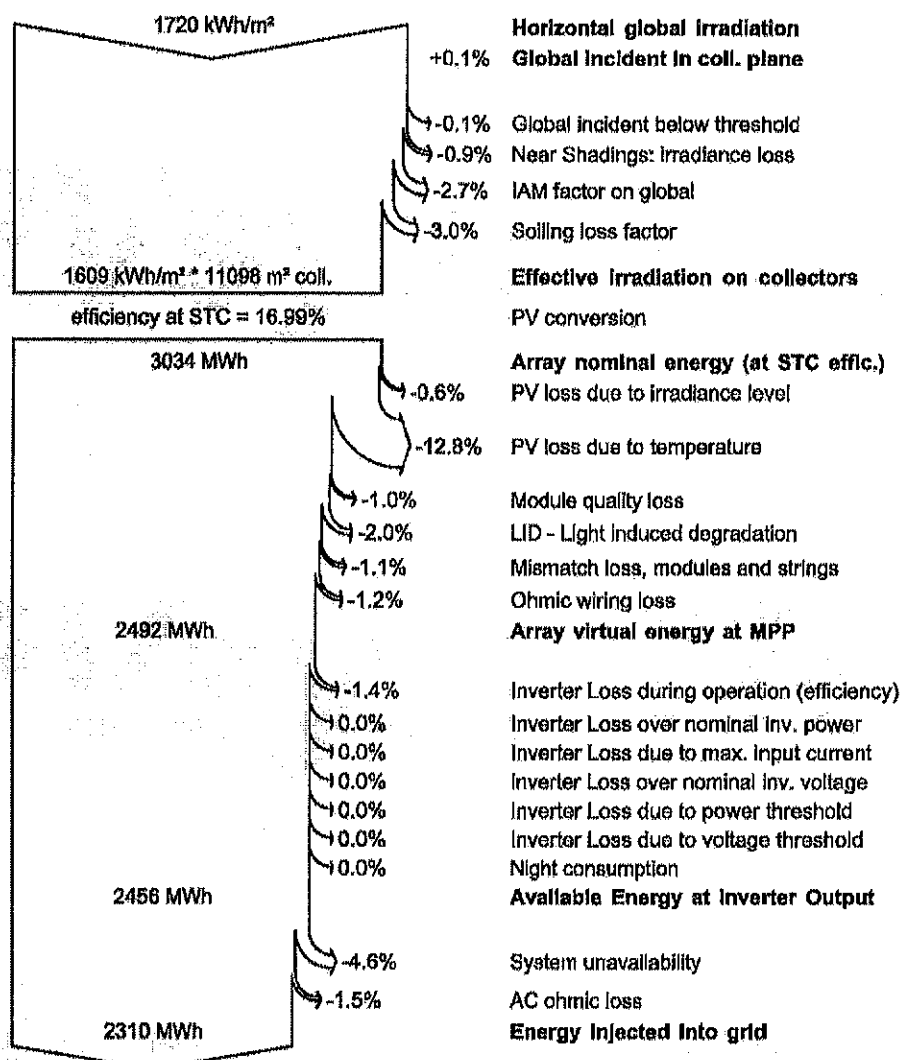 1720 kWh/m² Horizontal global irradiation
+0.1% Global incident in coll. plane
-0.1% Global incident below threshold
-0.9% Near Shadings: irradiance loss
-2.7% IAM factor on global
-3.0% Soiling loss factor
1609 kWh/m² * 11098 m² coll. Effective irradiation on collectors
efficiency at STC = 16.99% PV conversion
3034 MWh Array nominal energy (at STC effic.)
-0.6% PV loss due to irradiance level
-12.8% PV loss due to temperature
-1.0% Module quality loss
-2.0% LID - Light induced degradation
-1.1% Mismatch loss, modules and strings
-1.2% Ohmic wiring loss
2492 MWh Array virtual energy at MPP
-1.4% Inverter Loss during operation (efficiency)
0.0% Inverter Loss over nominal inv. power
0.0% Inverter Loss due to max. input current
0.0% Inverter Loss over nominal inv. voltage
0.0% Inverter Loss due to power threshold
0.0% Inverter Loss due to voltage threshold
0.0% Night consumption
2456 MWh Available Energy at Inverter Output
-4.6% System unavailability
-1.5% AC ohmic loss
2310 MWh Energy injected into grid